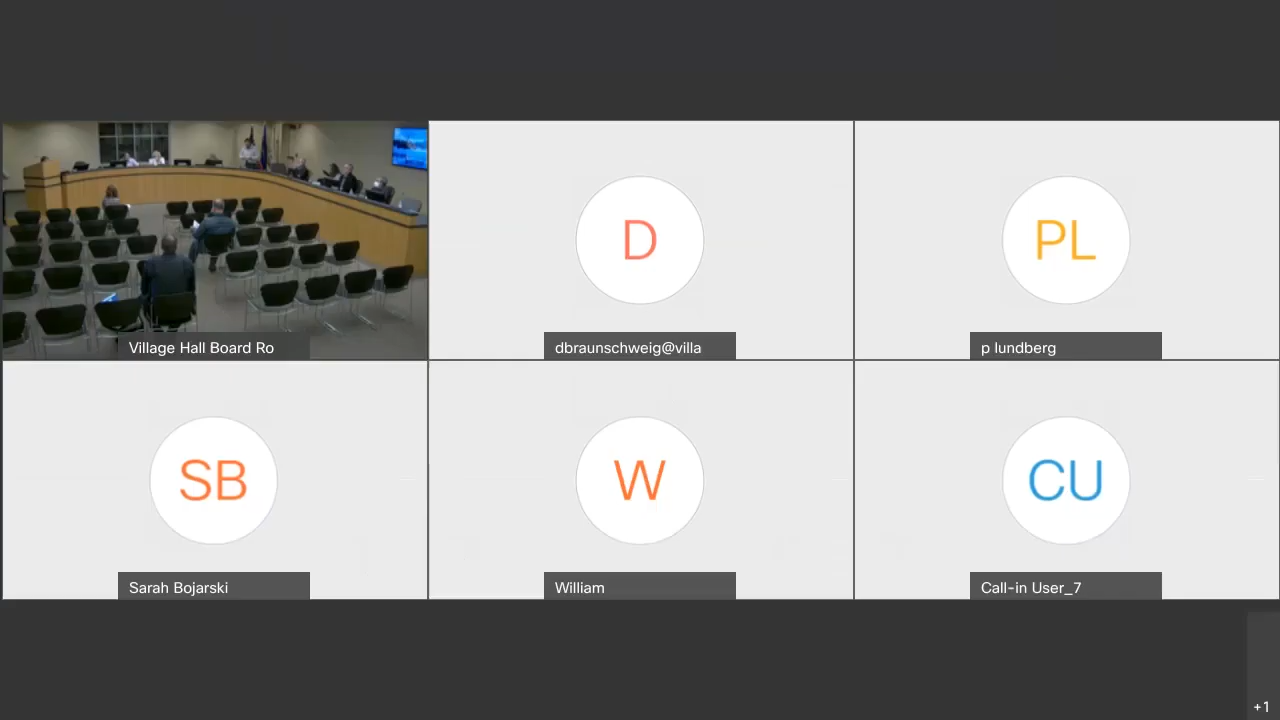 D
PL
Village Hall Board Ro
dbraunschweig@villa
p lundberg
SB
W
CU
Sarah Bojarski
William
Call-in User_7
+1